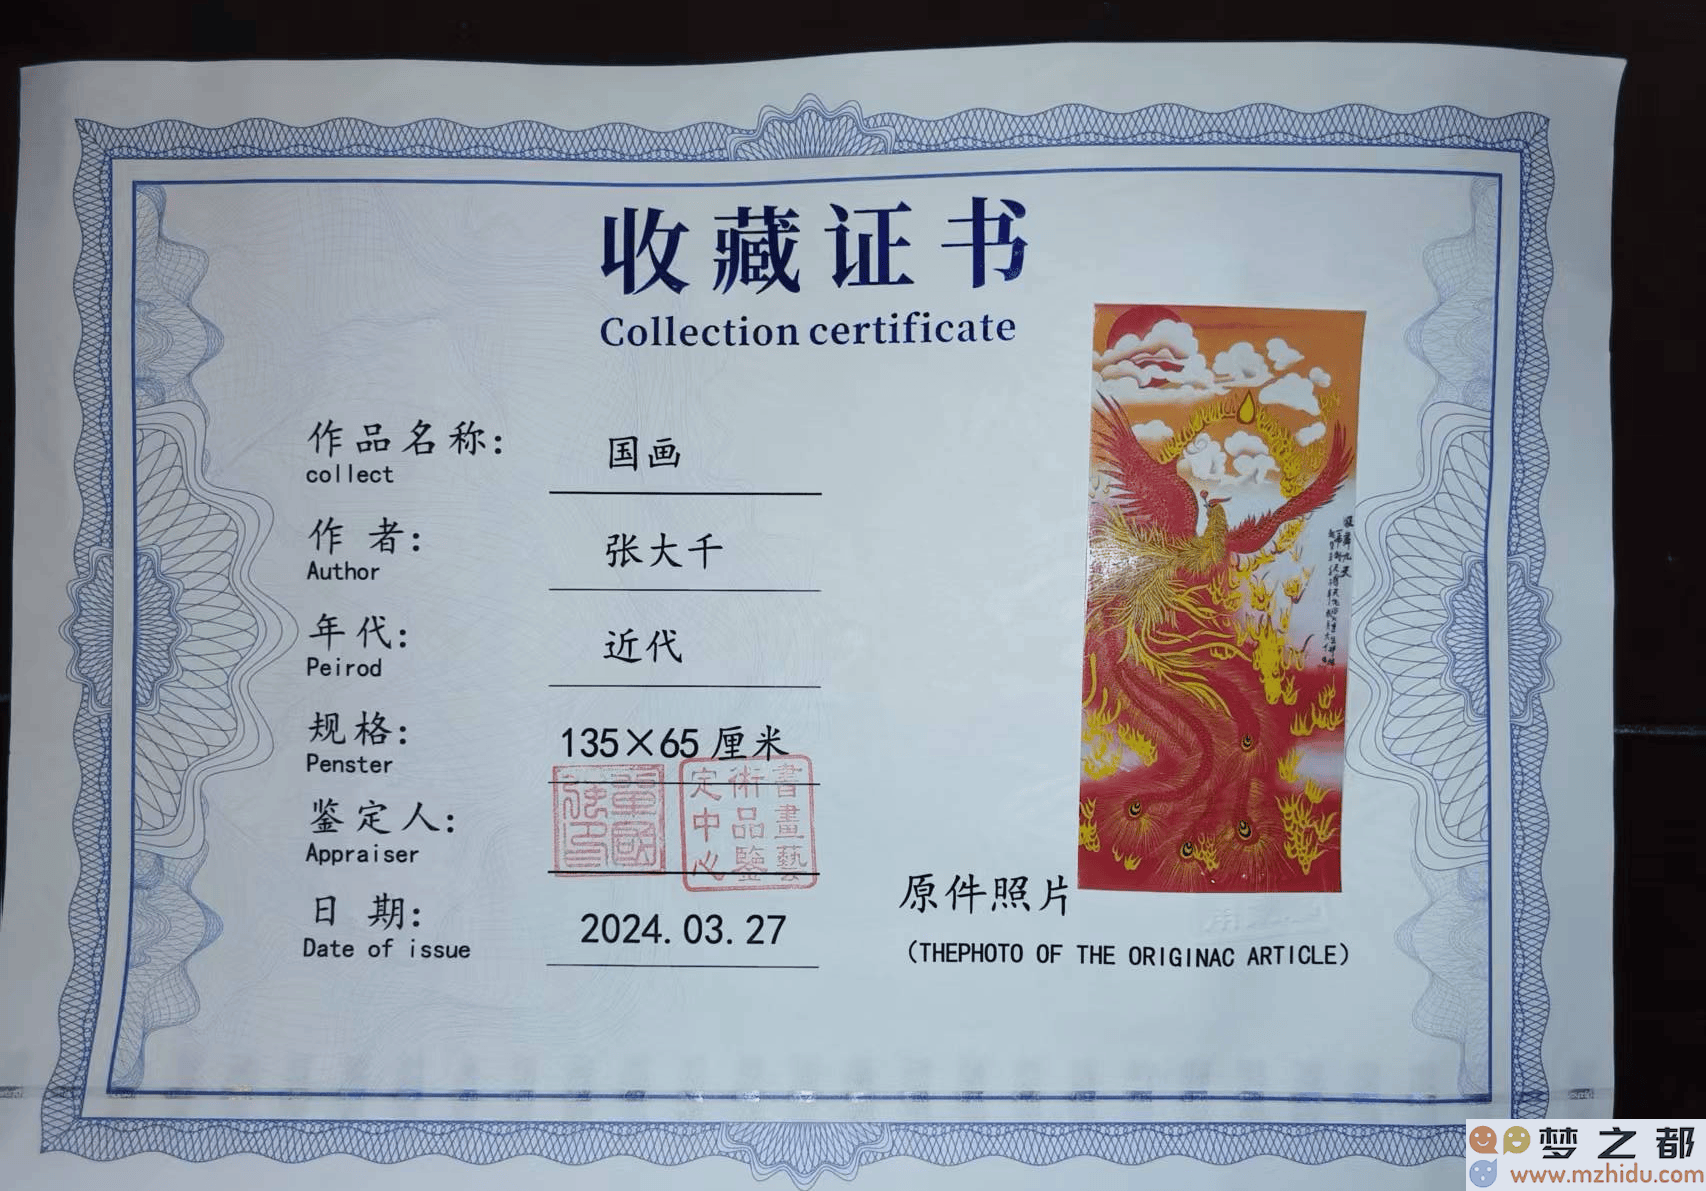 收藏证书
Collection certificate
作品名称: 国画
collect
作 者: 张大千
Author
年代: 近代
Peirod
规格: 135×65 厘米
Penster
鉴定人:
Appraiser
書畫藝
術品鑒
定中心
日 期: 2024.03.27
Date of issue
原件照片
(THEPHOTO OF THE ORIGINAC ARTICLE)
梦之都
www.mzhidu.com